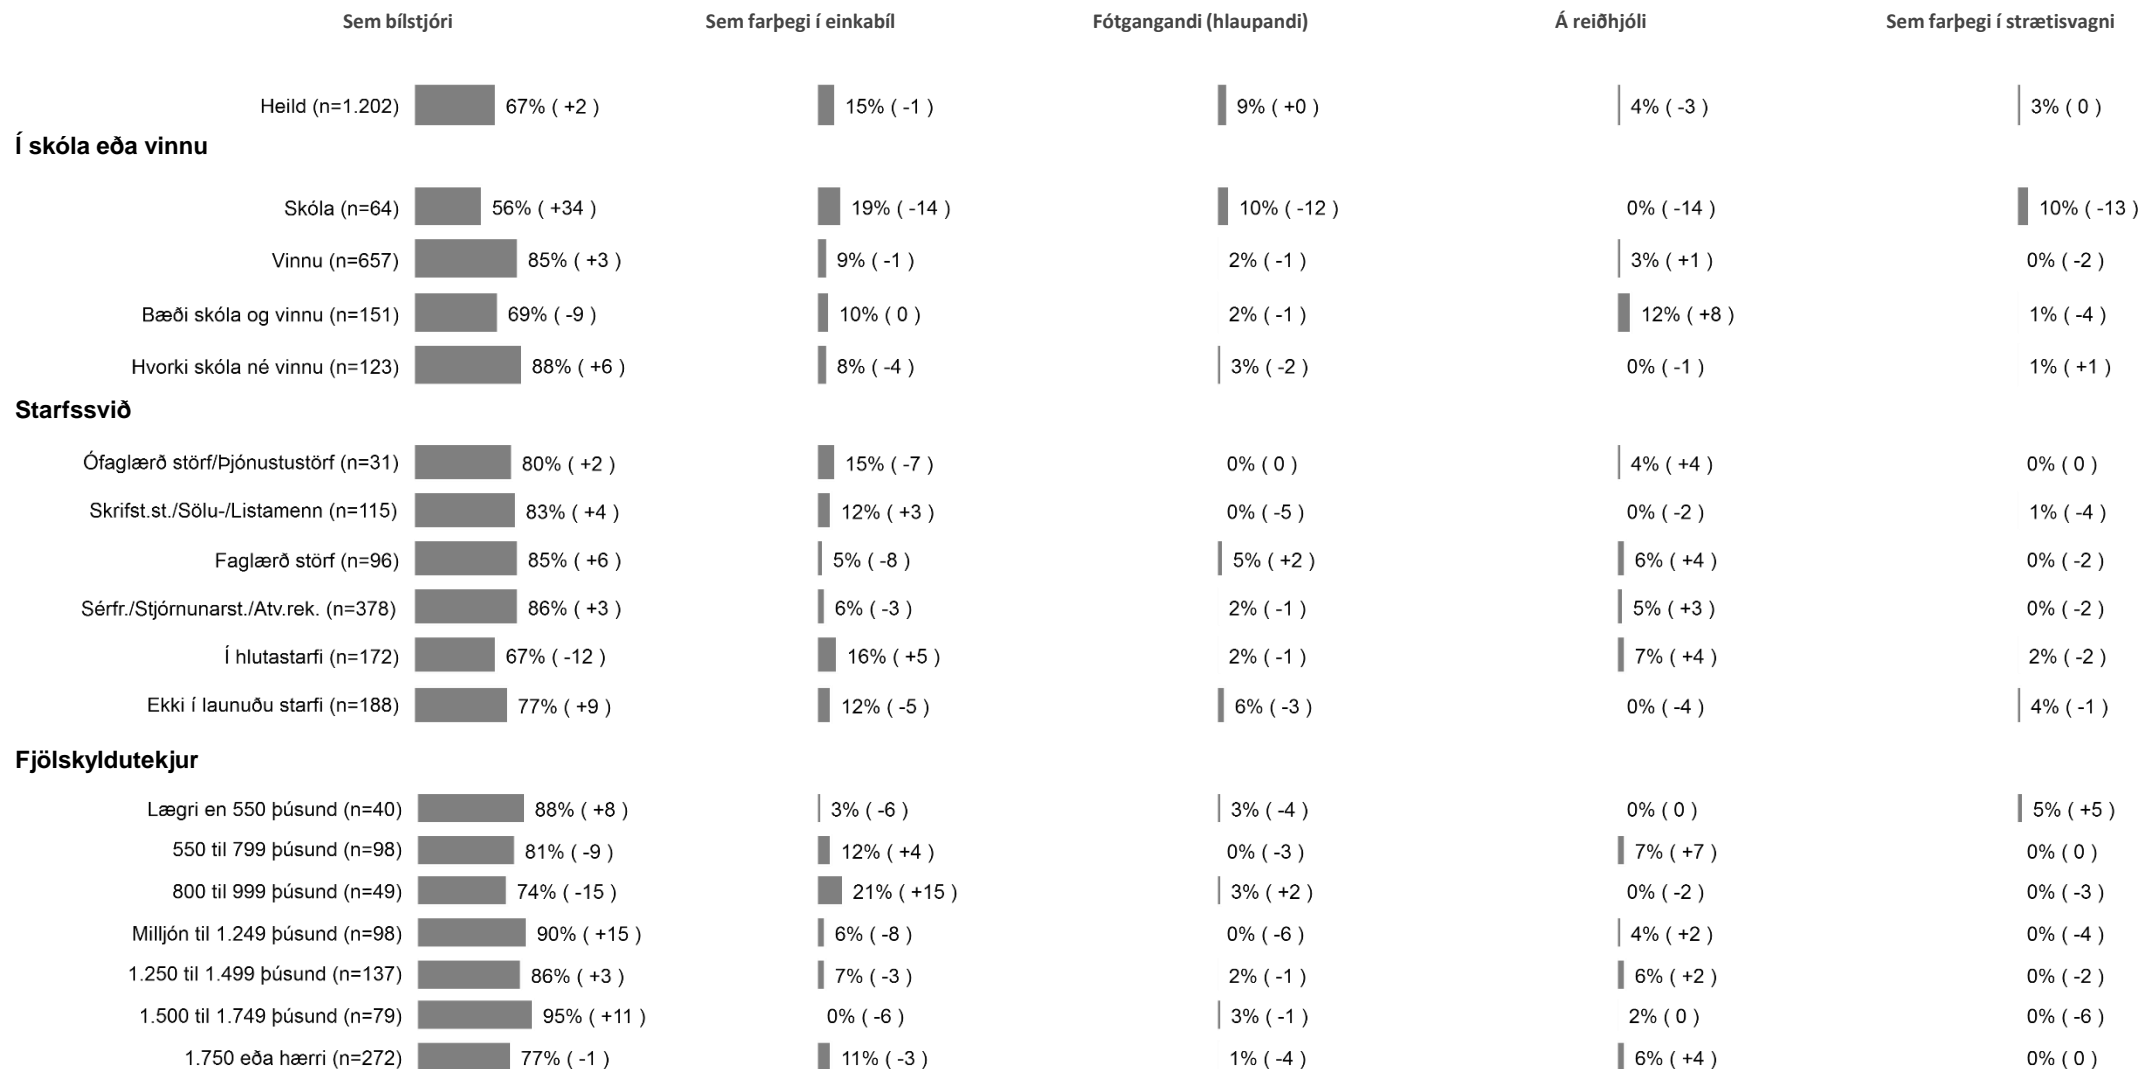 Sem bílstjóri Sem farþegi í einkabíl Fótgangandi (hlaupandi) Á reiðhjóli Sem farþegi í strætisvagni
Heild (n=1.202) 67% ( +2 ) 15% ( -1 ) 9% ( +0 ) 4% ( -3 ) 3% ( 0 )
Í skóla eða vinnu
Skóla (n=64) 56% ( +34 ) 19% ( -14 ) 10% ( -12 ) 0% ( -14 ) 10% ( -13 )
Vinnu (n=657) 85% ( +3 ) 9% ( -1 ) 2% ( -1 ) 3% ( +1 ) 0% ( -2 )
Bæði skóla og vinnu (n=151) 69% ( -9 ) 10% ( 0 ) 2% ( -1 ) 12% ( +8 ) 1% ( -4 )
Hvorki skóla né vinnu (n=123) 88% ( +6 ) 8% ( -4 ) 3% ( -2 ) 0% ( -1 ) 1% ( +1 )
Starfssvið
Ófaglærð störf/Þjónustustörf (n=31) 80% ( +2 ) 15% ( -7 ) 0% ( 0 ) 4% ( +4 ) 0% ( 0 )
Skrifst.st./Sölu-/Listamenn (n=115) 83% ( +4 ) 12% ( +3 ) 0% ( -5 ) 0% ( -2 ) 1% ( -4 )
Faglærð störf (n=96) 85% ( +6 ) 5% ( -8 ) 5% ( +2 ) 6% ( +4 ) 0% ( -2 )
Sérfr./Stjórnunarst./Atv.rek. (n=378) 86% ( +3 ) 6% ( -3 ) 2% ( -1 ) 5% ( +3 ) 0% ( -2 )
Í hlutastarfi (n=172) 67% ( -12 ) 16% ( +5 ) 2% ( -1 ) 7% ( +4 ) 2% ( -2 )
Ekki í launuðu starfi (n=188) 77% ( +9 ) 12% ( -5 ) 6% ( -3 ) 0% ( -4 ) 4% ( -1 )
Fjölskyldutekjur
Lægri en 550 þúsund (n=40) 88% ( +8 ) 3% ( -6 ) 3% ( -4 ) 0% ( 0 ) 5% ( +5 )
550 til 799 þúsund (n=98) 81% ( -9 ) 12% ( +4 ) 0% ( -3 ) 7% ( +7 ) 0% ( 0 )
800 til 999 þúsund (n=49) 74% ( -15 ) 21% ( +15 ) 3% ( +2 ) 0% ( -2 ) 0% ( -3 )
Milljón til 1.249 þúsund (n=98) 90% ( +15 ) 6% ( -8 ) 0% ( -6 ) 4% ( +2 ) 0% ( -4 )
1.250 til 1.499 þúsund (n=137) 86% ( +3 ) 7% ( -3 ) 2% ( -1 ) 6% ( +2 ) 0% ( -2 )
1.500 til 1.749 þúsund (n=79) 95% ( +11 ) 0% ( -6 ) 3% ( -1 ) 2% ( 0 ) 0% ( -6 )
1.750 eða hærri (n=272) 77% ( -1 ) 11% ( -3 ) 1% ( -4 ) 6% ( +4 ) 0% ( 0 )